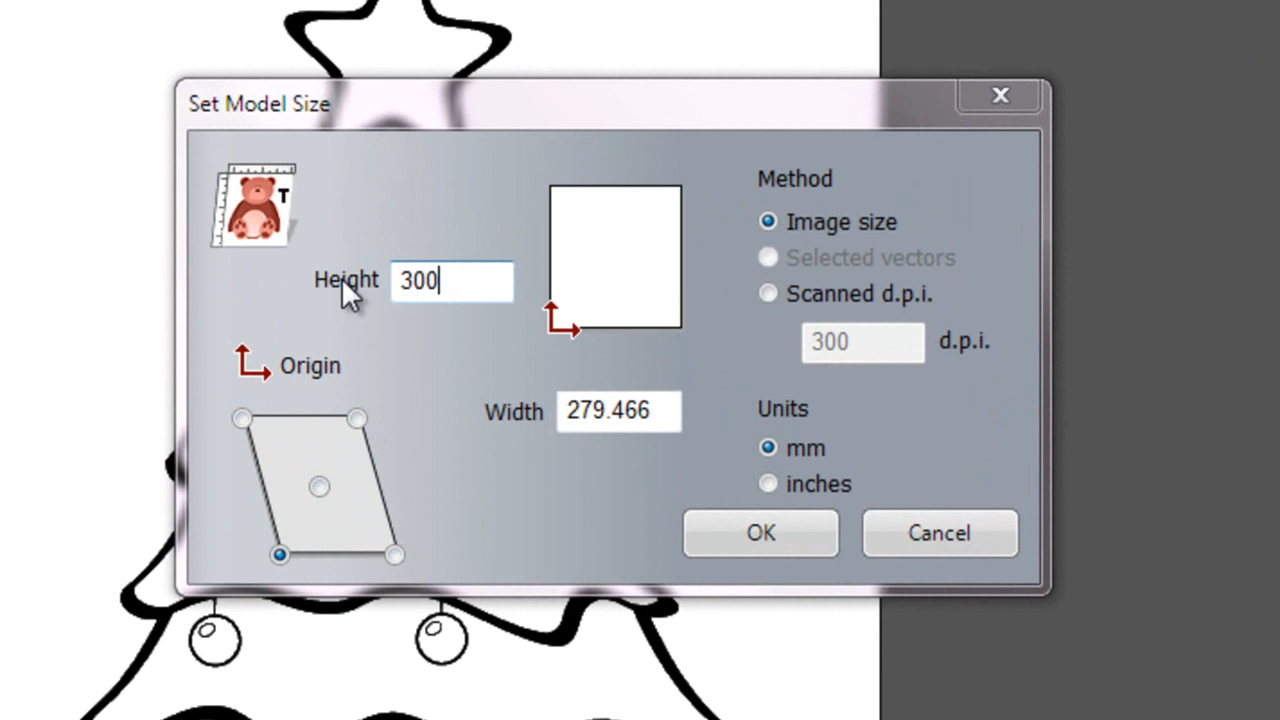 Set Model Size
T
Height 300
Origin
Width 279.466
Method
Image size
Selected vectors
Scanned d.p.i.
300 d.p.i.
Units
mm
inches
OK
Cancel